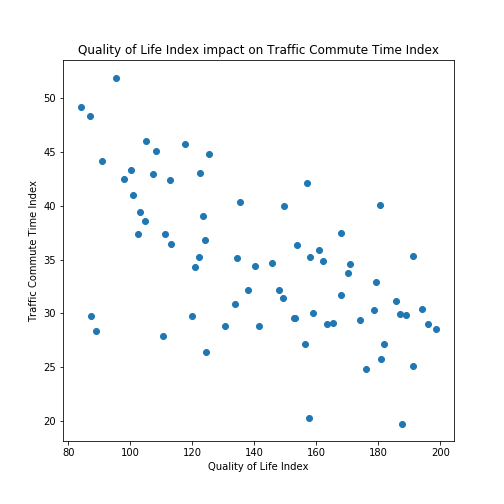 Quality of Life Index impact on Traffic Commute Time Index
50
45
40
35
30
25
20
Traffic Commute Time Index
80 100 120 140 160 180 200
Quality of Life Index